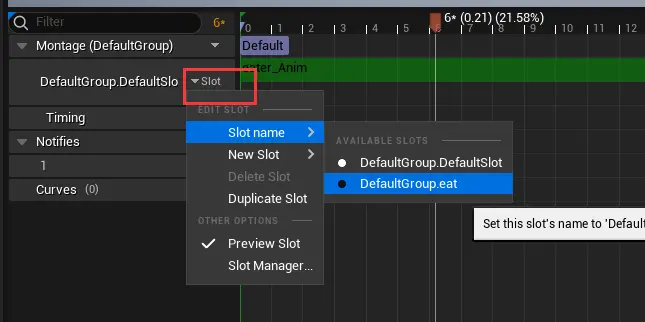 Filter 6* 6* (0.21) (21.58%)
0 1 2 3 4 5 6 7 8 9 10 11 12
Montage (DefaultGroup) Default
eater_Anim
DefaultGroup.DefaultSlo Slot
EDIT SLOT
Timing
Slot name
AVAILABLE SLOTS
Notifies
New Slot
DefaultGroup.DefaultSlot
1
Delete Slot
DefaultGroup.eat
Curves (0)
Duplicate Slot
OTHER OPTIONS
Set this slot's name to 'Default
Preview Slot
Slot Manager...